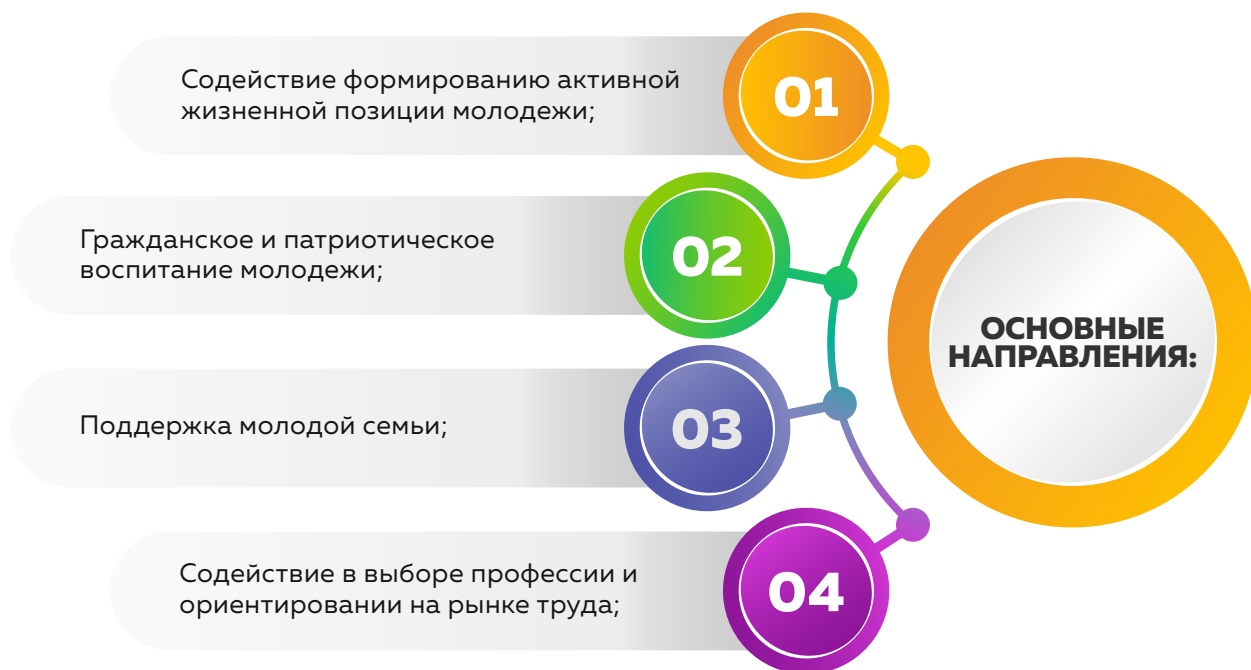 01
Содействие формированию активной
жизненной позиции молодежи;
02
Гражданское и патриотическое
воспитание молодежи;
ОСНОВНЫЕ
НАПРАВЛЕНИЯ:
03
Поддержка молодой семьи;
04
Содействие в выборе профессии и
ориентировании на рынке труда;